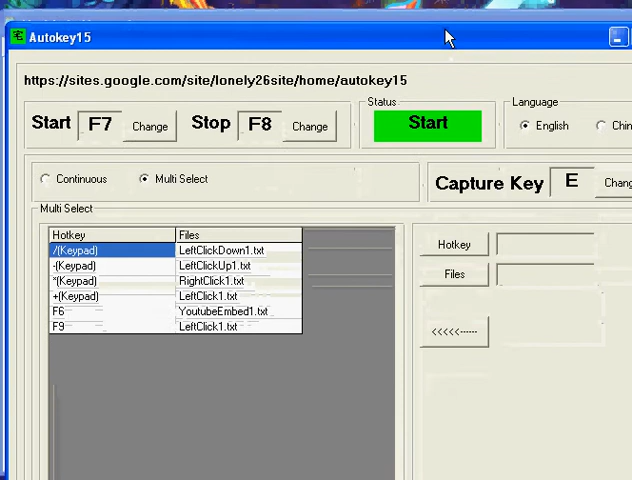 Autokey15
https://sites.google.com/site/lonely26site/home/autokey15
Start F7 Change Stop F8 Change
Status
Start
Language
English
Continuous Multi Select
Capture Key E
Multi Select
Hotkey Files
/(Keypad) LeftClickDown1.txt
-(Keypad) LeftClickUp1.txt
*(Keypad) RightClick1.txt
+(Keypad) LeftClick1.txt
F6 YoutubeEmbed1.txt
F9 LeftClick1.txt
Hotkey
Files
<<<<<------